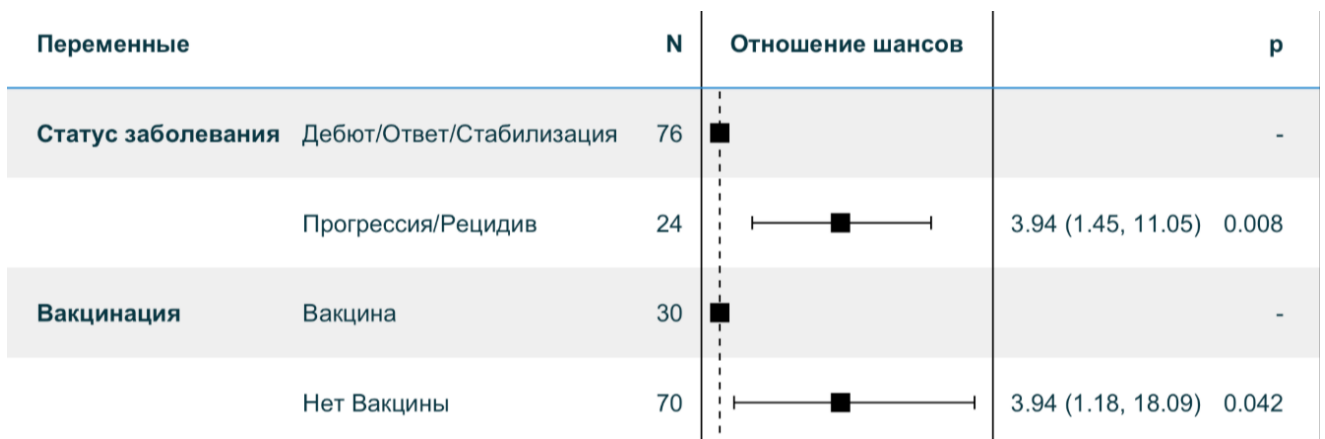 Переменные N Отношение шансов p
Статус заболевания Дебют/Ответ/Стабилизация 76 -
Прогрессия/Рецидив 24 3.94 (1.45, 11.05) 0.008
Вакцинация Вакцина 30 -
Нет Вакцины 70 3.94 (1.18, 18.09) 0.042